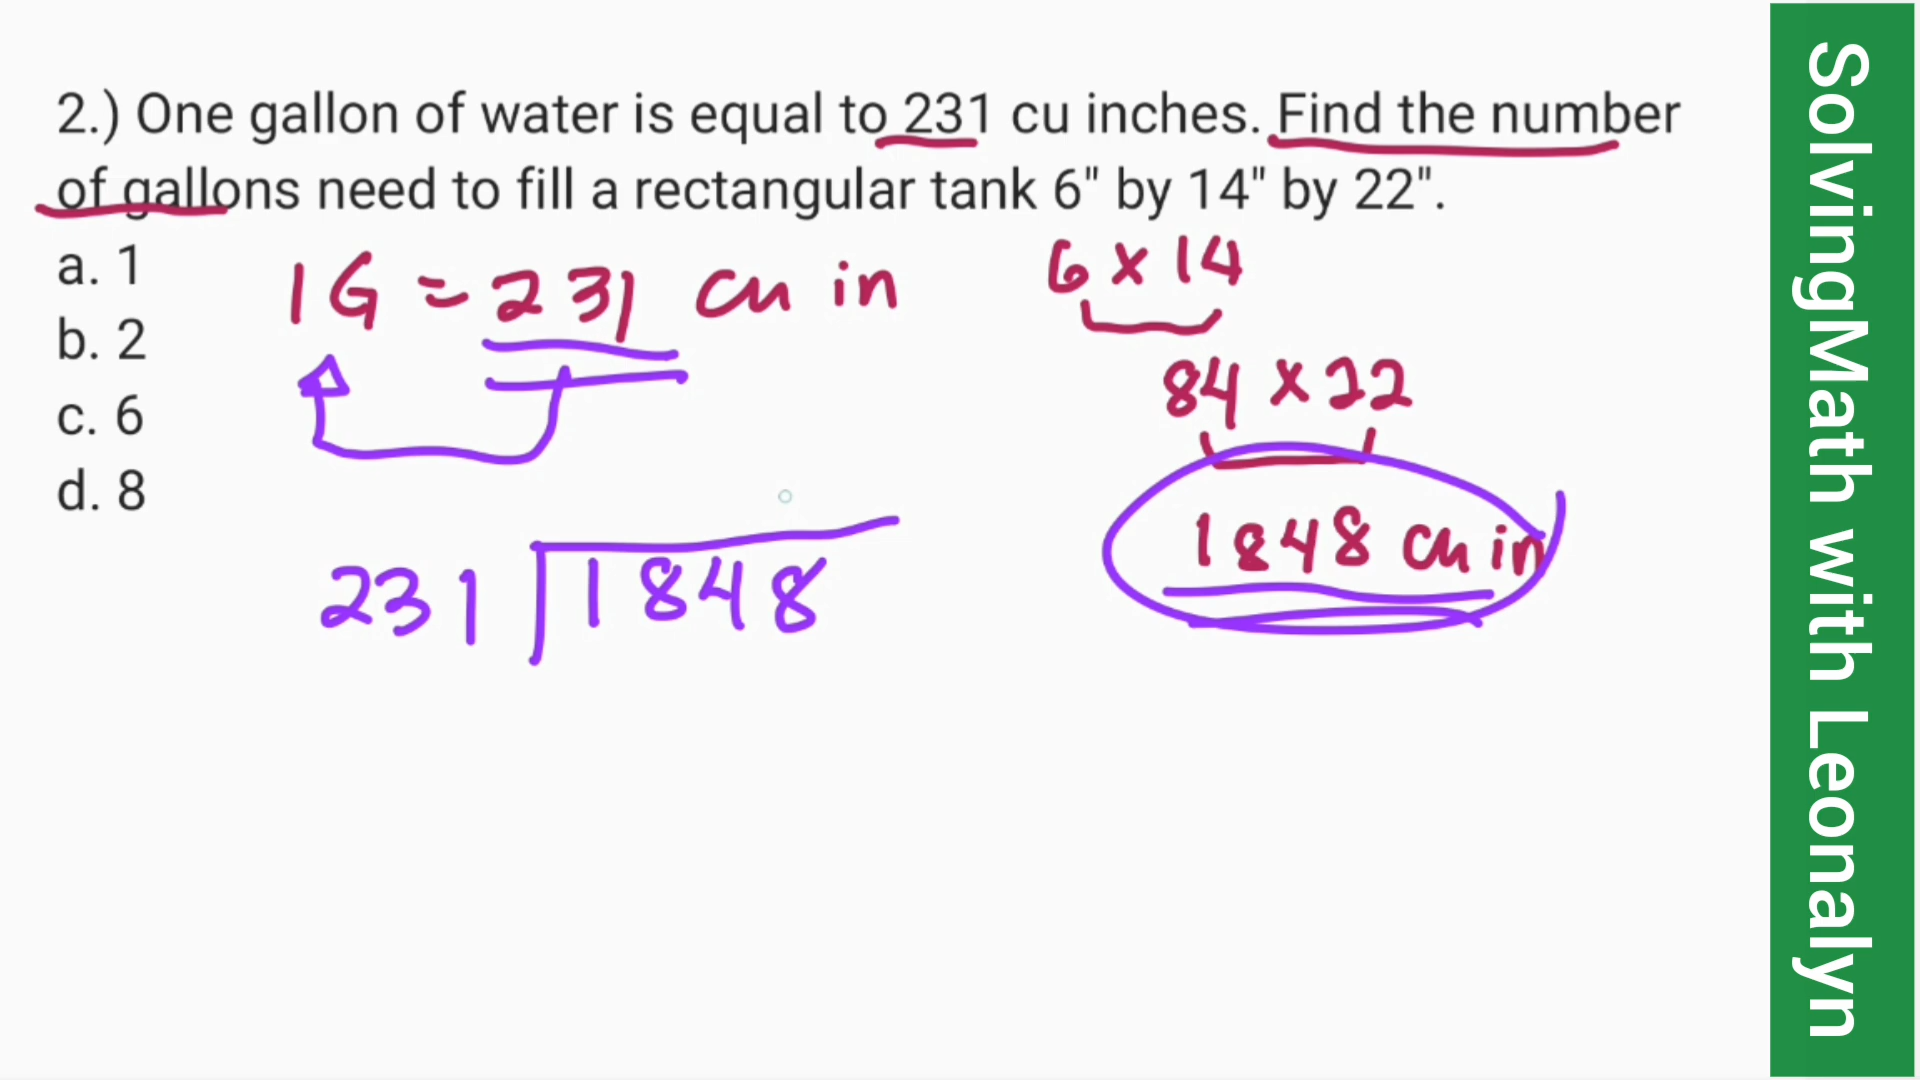 2.) One gallon of water is equal to 231 cu inches. Find the number
of gallons need to fill a rectangular tank 6" by 14" by 22".
a. 1
b. 2
c. 6
d. 8
1G = 231 cu in
6 x 14
84 x 22
1848 cu in
231 1848
SolvingMath with Leonalyn